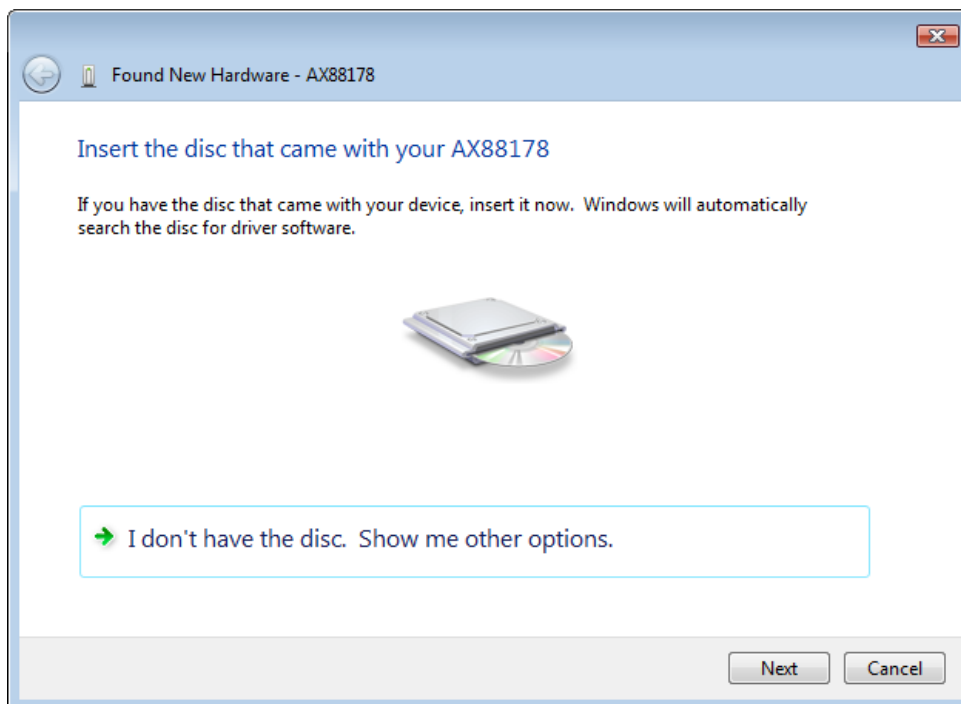 Found New Hardware - AX88178
Insert the disc that came with your AX88178
If you have the disc that came with your device, insert it now.  Windows will automatically
search the disc for driver software.
I don't have the disc.  Show me other options.
Next
Cancel